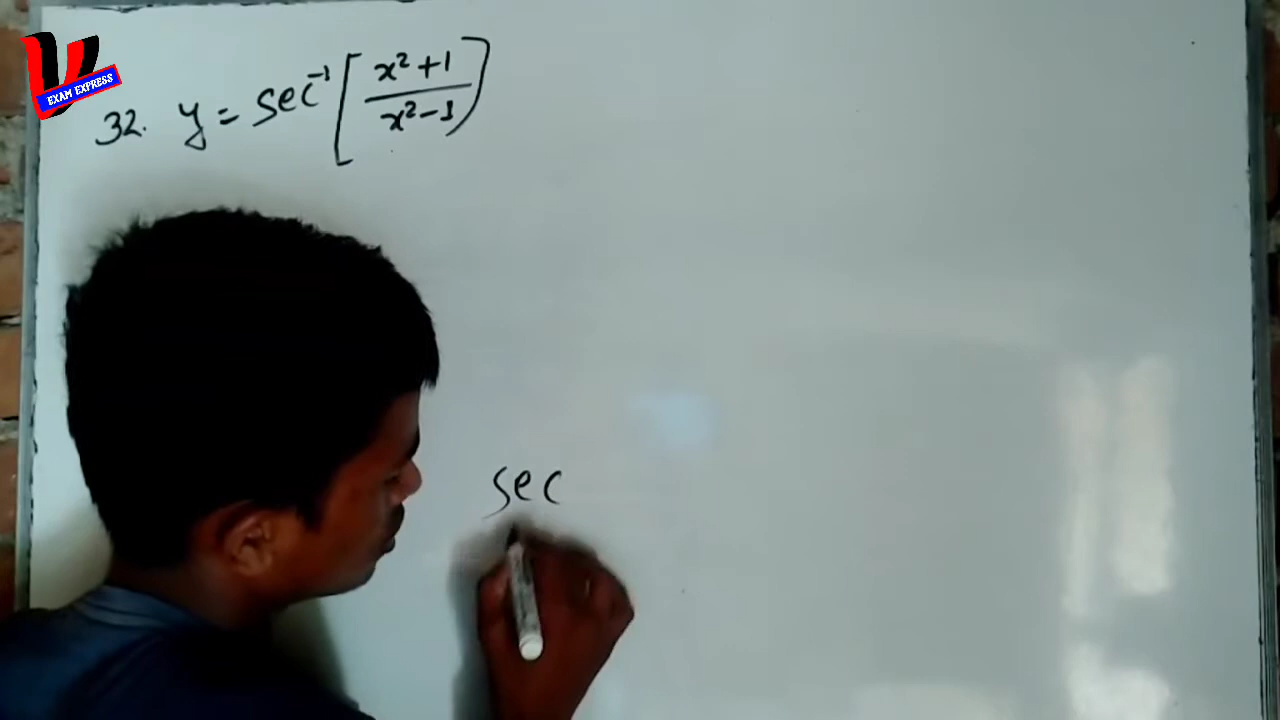 EXAM EXPRESS
32. y = sec⁻¹ [ (x² + 1) / (x² - 1) )
sec